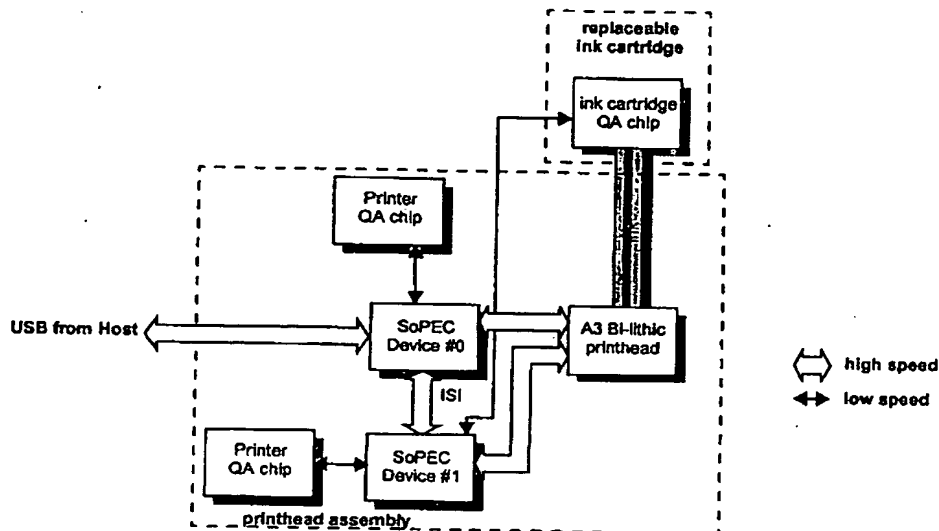 replaceable
ink cartridge
ink cartridge
QA chip
Printer
QA chip
USB from Host
SoPEC
Device #0
A3 Bi-lithic
printhead
high speed
low speed
ISI
Printer
QA chip
SoPEC
Device #1
printhead assembly